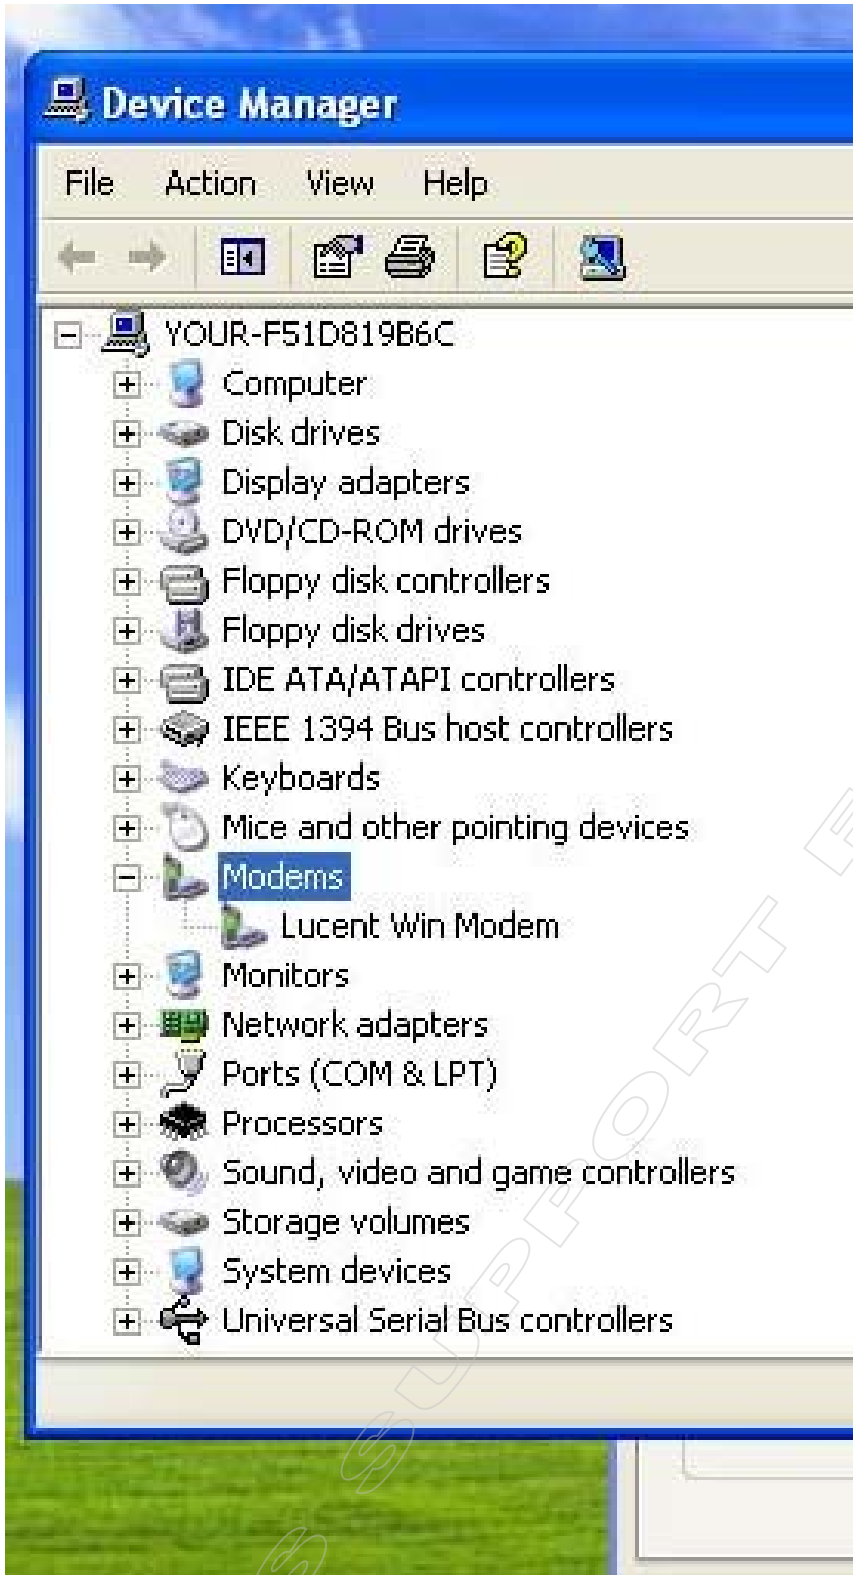 Device Manager
File Action View Help
YOUR-F51D819B6C
Computer
Disk drives
Display adapters
DVD/CD-ROM drives
Floppy disk controllers
Floppy disk drives
IDE ATA/ATAPI controllers
IEEE 1394 Bus host controllers
Keyboards
Mice and other pointing devices
Modems
Lucent Win Modem
Monitors
Network adapters
Ports (COM & LPT)
Processors
Sound, video and game controllers
Storage volumes
System devices
Universal Serial Bus controllers
SUPPORT